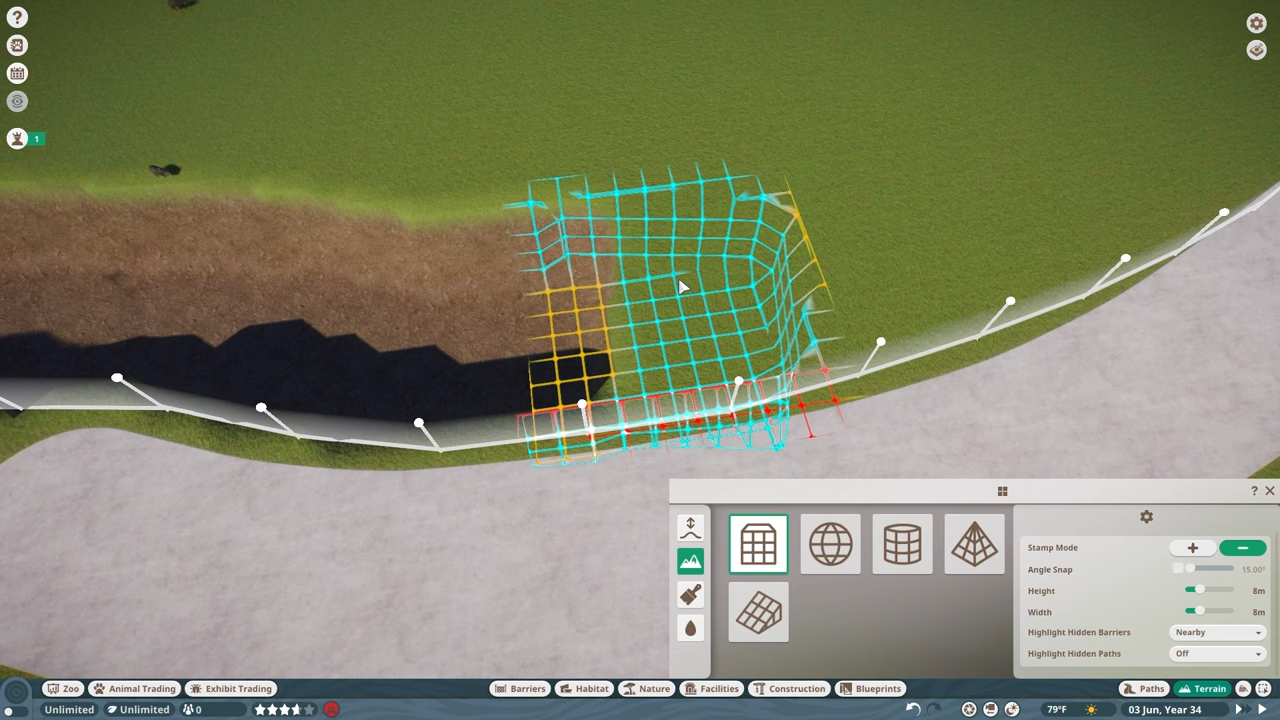 ?
1
? ×
Stamp Mode
Angle Snap 15.00°
Height 8m
Width 8m
Highlight Hidden Barriers Nearby
Highlight Hidden Paths Off
Zoo Animal Trading Exhibit Trading Barriers Habitat Nature Facilities Construction Blueprints Paths Terrain
Unlimited Unlimited 0 79°F 03 Jun, Year 34